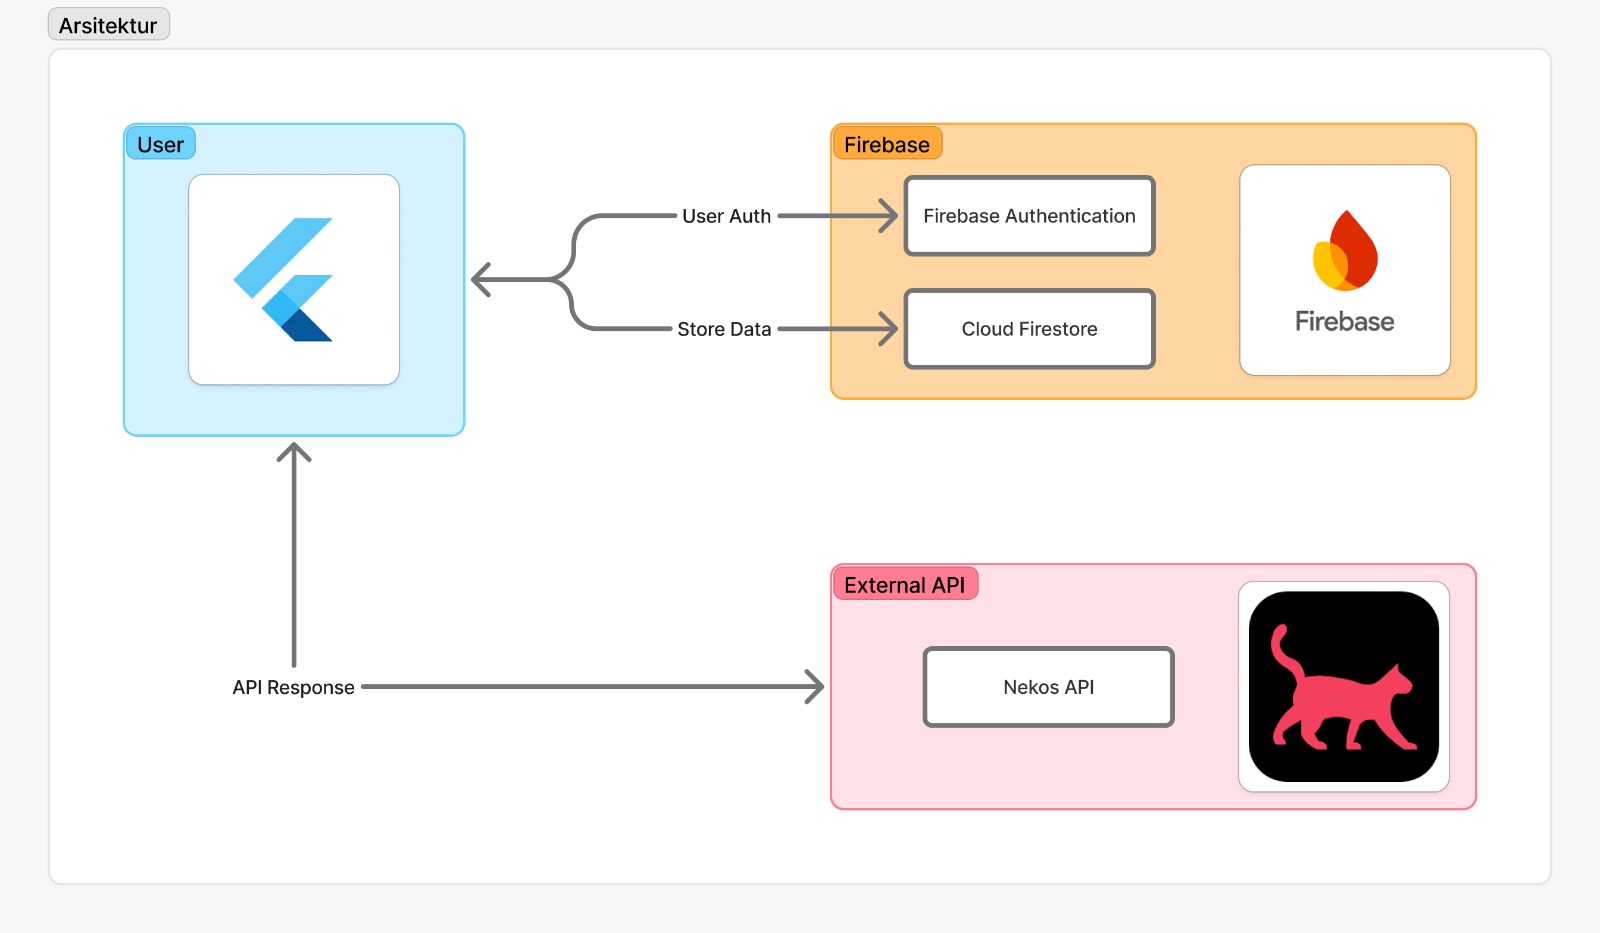 Arsitektur
User
Firebase
User Auth
Firebase Authentication
Store Data
Cloud Firestore
Firebase
External API
API Response
Nekos API